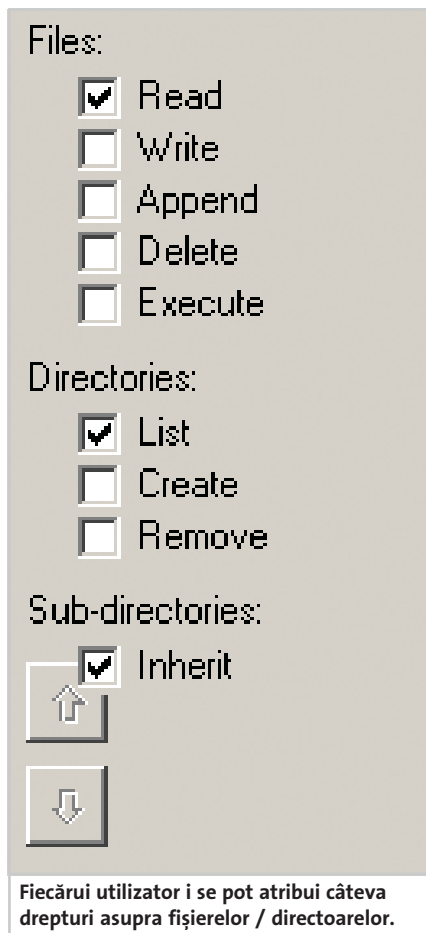 Files:
Read
Write
Append
Delete
Execute
Directories:
List
Create
Remove
Sub-directories:
Inherit
Fiecărui utilizator i se pot atribui câteva
drepturi asupra fișierelor / directoarelor.